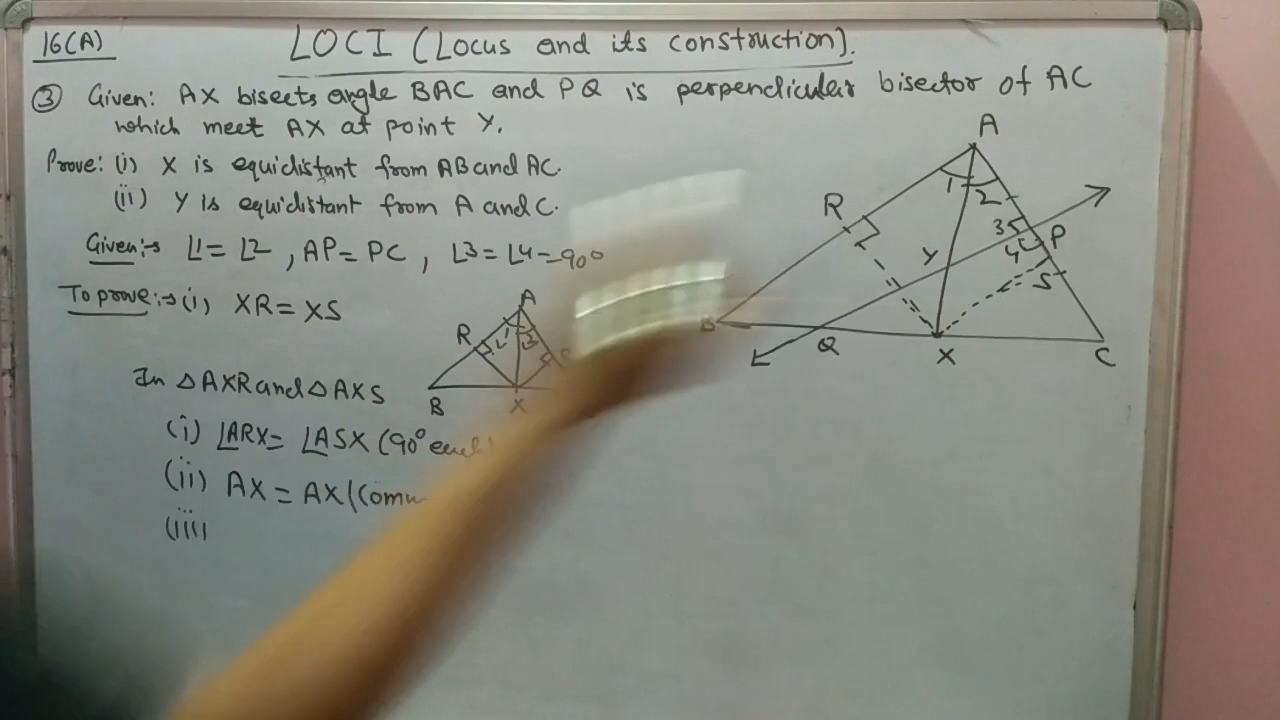 16(A) LOCI (Locus and its construction).
③ Given: AX bisects angle BAC and PQ is perpendicular bisector of AC
which meet AX at point Y.
Prove: (i) X is equidistant from AB and AC.
(ii) Y is equidistant from A and C.
Given:→ ∠1 = ∠2, AP = PC, ∠3 = ∠4 = 90°
To prove:→ (i) XR = XS
In △AXR and △AXS
(i) ∠ARX = ∠ASX (90° each)
(ii) AX = AX (
(iii
A
R
1 2
B
X
A
1 2
R
3
P
4
Y
S
B
Q
X
C